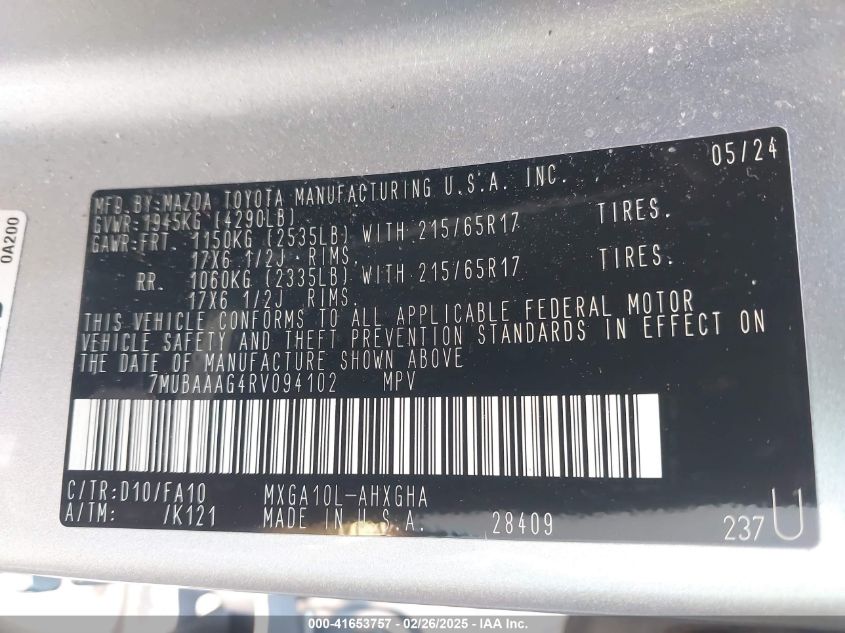 05/24
MFG.BY:MAZDA TOYOTA MANUFACTURING U.S.A. INC.
GVWR:1945KG (4290LB)
GAWR:FRT. 1150KG (2535LB) WITH 215/65R17 TIRES.
17X6 1/2J RIMS.
RR. 1060KG (2335LB) WITH 215/65R17 TIRES.
17X6 1/2J RIMS.
THIS VEHICLE CONFORMS TO ALL APPLICABLE FEDERAL MOTOR
VEHICLE SAFETY AND THEFT PREVENTION STANDARDS IN EFFECT ON
THE DATE OF MANUFACTURE SHOWN ABOVE
7MUBAAAG4RV094102 MPV
C/TR:D10/FA10 MXGA10L-AHXGHA
A/TM: /K121 MADE IN U.S.A. 28409 237 U
0A200
000-41653757 - 02/26/2025 - IAA Inc.